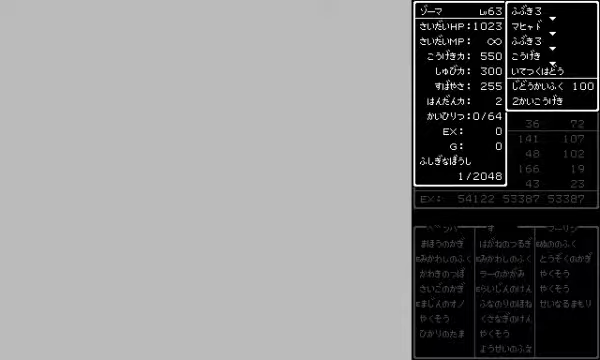 ゾーマ Lv63
さいだいHP:1023
さいだいMP: ∞
こうげき力: 550
しゅび力: 300
すばやさ: 255
はんだん力: 2
かいひりつ:0/64
EX: 0
G: 0
ふしぎなぼうし
1/2048
ふぶき3
マヒャド
ふぶき3
こうげき
いてつくはどう
じどうかいふく 100
2かいこうげき
36 72
141 107
48 102
166 19
43 23
EX: 54122 53387 53387
まほうのかぎ はがねのつるぎ Eぬののふく
Eみかわしのふく Eみかわしのふく とうぞくのかぎ
かわきのつぼ ラーのかがみ やくそう
さいごのかぎ Eらいじんのけん やくそう
Eまじんのオノ ふなのりのほね せいなるまもり
やくそう くさなぎのけん
ひかりのたま やくそう
ようせいのふえ